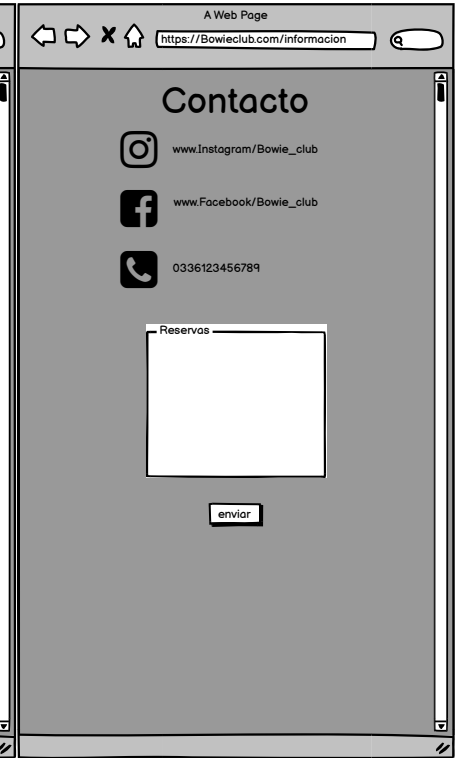 A Web Page
https://Bowieclub.com/informacion
Contacto
www.Instagram/Bowie_club
www.Facebook/Bowie_club
0336123456789
Reservas
enviar